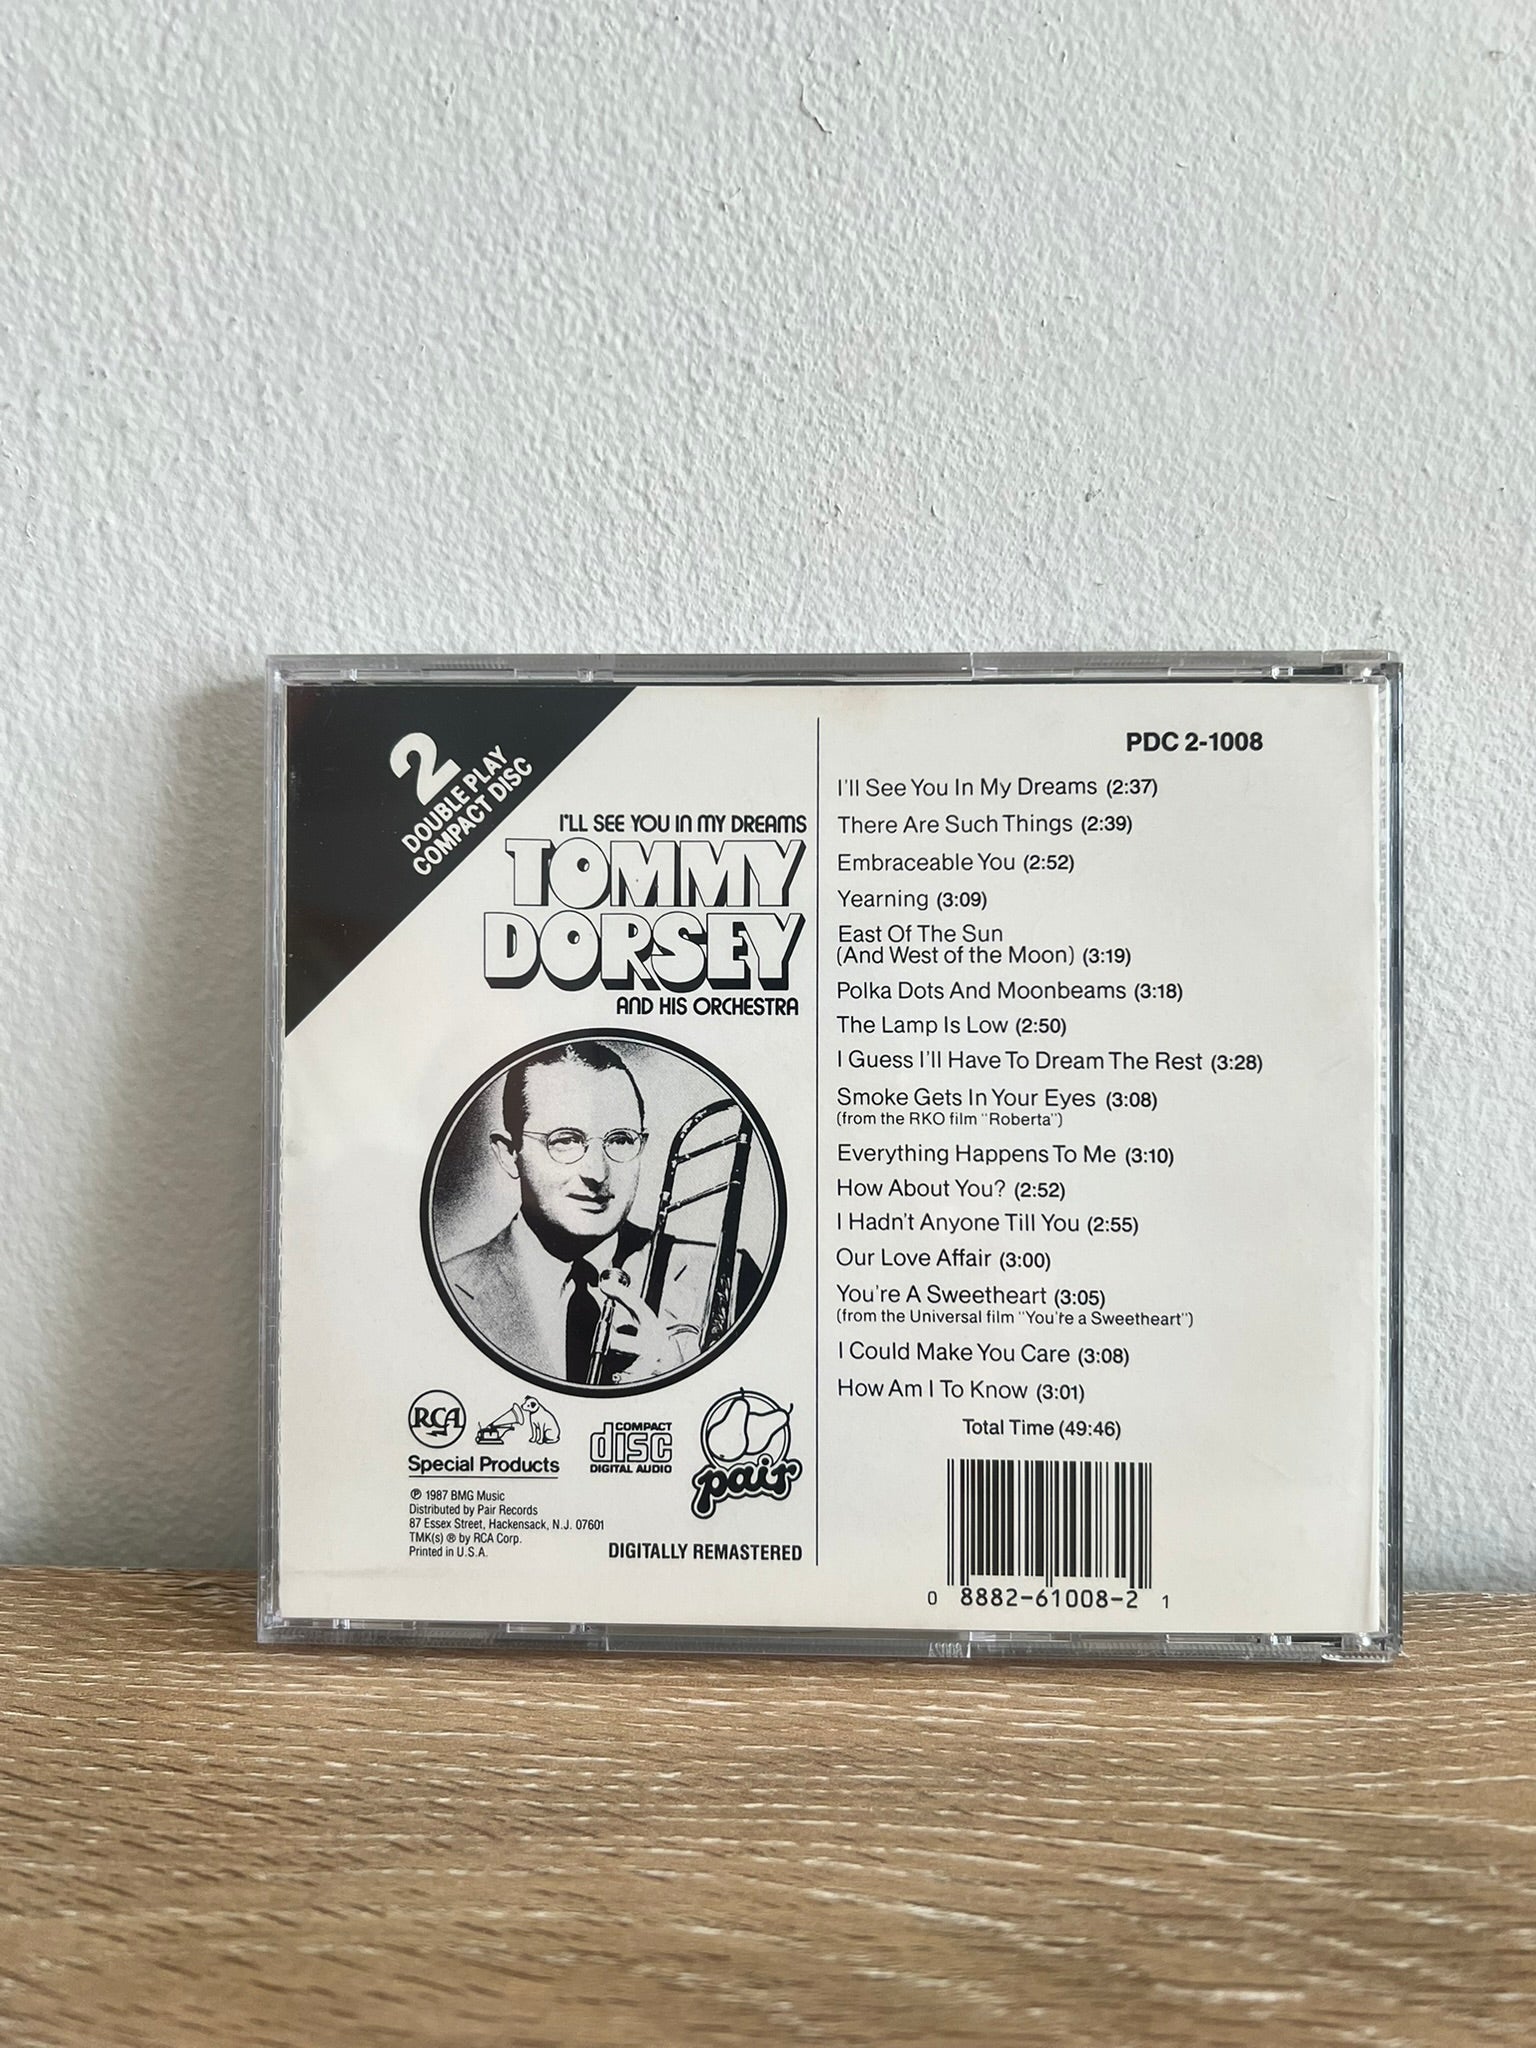 2
DOUBLE PLAY
COMPACT DISC
I'LL SEE YOU IN MY DREAMS
TOMMY
DORSEY
AND HIS ORCHESTRA
RCA
Special Products
COMPACT
disc
DIGITAL AUDIO
pair
℗ 1987 BMG Music
Distributed by Pair Records
87 Essex Street, Hackensack, N.J. 07601
TMK(s) ® by RCA Corp.
Printed in U.S.A.
DIGITALLY REMASTERED
PDC 2-1008
I'll See You In My Dreams (2:37)
There Are Such Things (2:39)
Embraceable You (2:52)
Yearning (3:09)
East Of The Sun
(And West of the Moon) (3:19)
Polka Dots And Moonbeams (3:18)
The Lamp Is Low (2:50)
I Guess I'll Have To Dream The Rest (3:28)
Smoke Gets In Your Eyes (3:08)
(from the RKO film "Roberta")
Everything Happens To Me (3:10)
How About You? (2:52)
I Hadn't Anyone Till You (2:55)
Our Love Affair (3:00)
You're A Sweetheart (3:05)
(from the Universal film "You're a Sweetheart")
I Could Make You Care (3:08)
How Am I To Know (3:01)
Total Time (49:46)
0 8882-61008-2 1